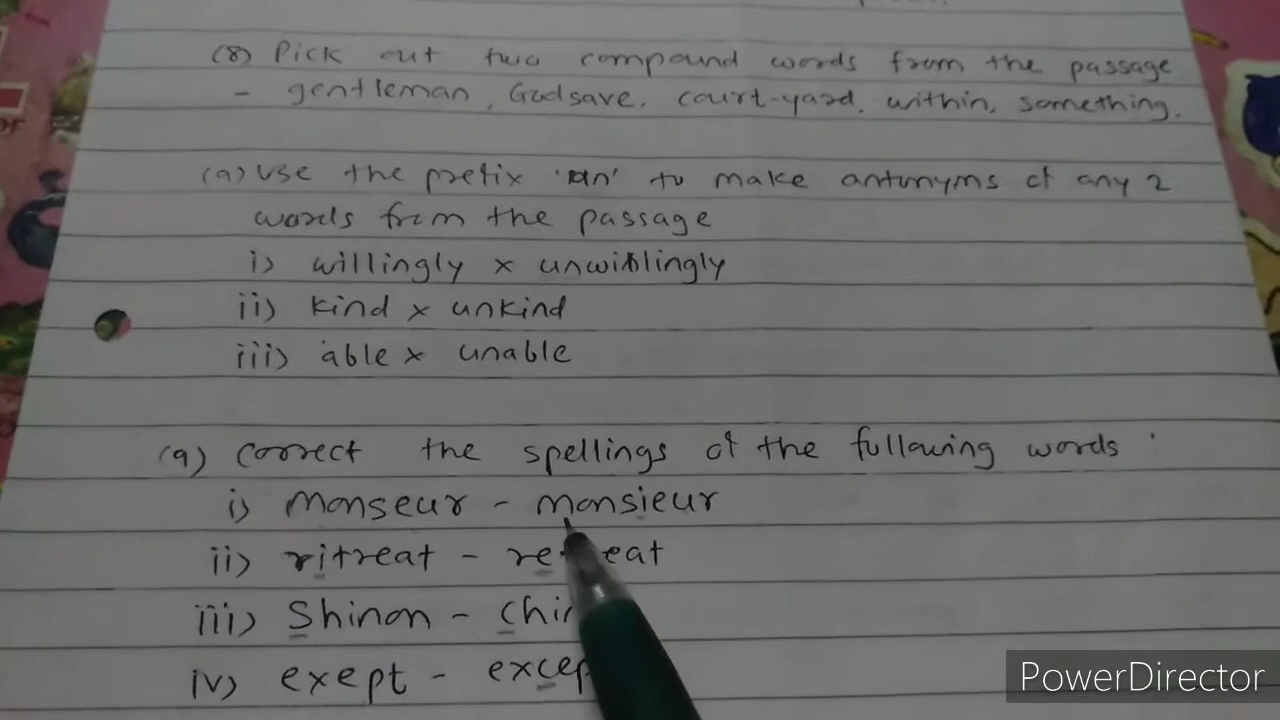 (8) Pick out two compound words from the passage
- gentleman, Godsave, court-yard, within, something.
(9) Use the prefix 'un' to make antonyms of any 2
words from the passage
i) willingly x unwillingly
ii) kind x unkind
iii) able x unable
(9) correct the spellings of the following words:
i) monseur - monsieur
ii) ritreat - re eat
iii) Shinon - Chi
iv) exept - excep
PowerDirector